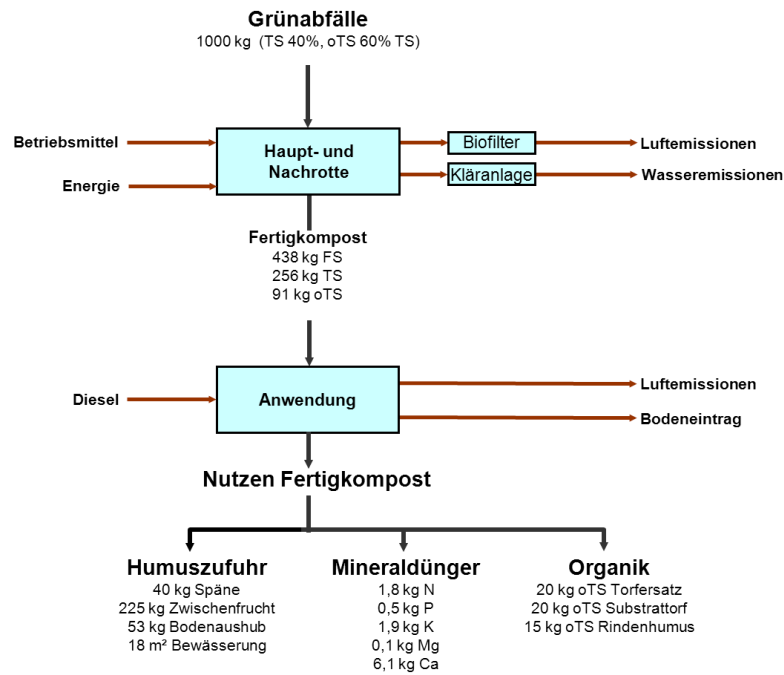 Grünabfälle
1000 kg (TS 40%, oTS 60% TS)
Betriebsmittel
Energie
Haupt- und
Nachrotte
Biofilter
Kläranlage
Luftemissionen
Wasseremissionen
Fertigkompost
438 kg FS
256 kg TS
91 kg oTS
Diesel
Anwendung
Luftemissionen
Bodeneintrag
Nutzen Fertigkompost
Humuszufuhr
40 kg Späne
225 kg Zwischenfrucht
53 kg Bodenaushub
18 m² Bewässerung
Mineraldünger
1,8 kg N
0,5 kg P
1,9 kg K
0,1 kg Mg
6,1 kg Ca
Organik
20 kg oTS Torfersatz
20 kg oTS Substrattorf
15 kg oTS Rindenhumus